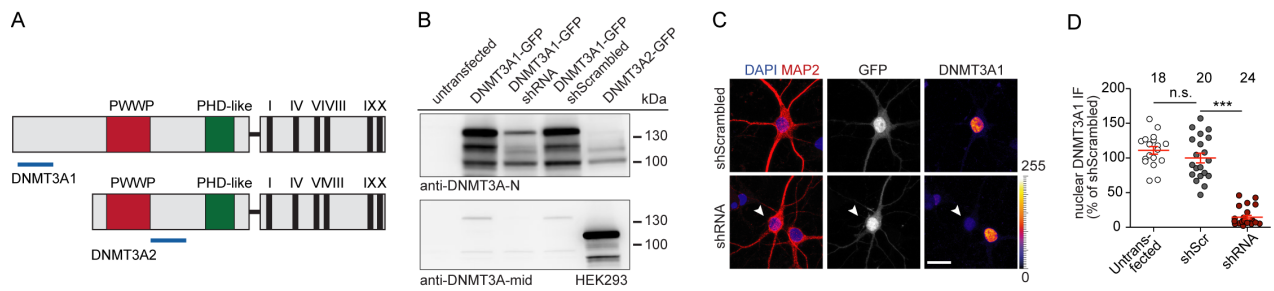 A
PWWP PHD-like I IV VI VIII IX X
DNMT3A1
PWWP PHD-like I IV VI VIII IX X
DNMT3A2
B
untransfected
DNMT3A1-GFP
DNMT3A1-GFP
shRNA
DNMT3A1-GFP
shScrambled
DNMT3A2-GFP
kDa
130
100
anti-DNMT3A-N
130
100
anti-DNMT3A-mid HEK293
C
DAPI MAP2 GFP DNMT3A1
shScrambled
shRNA
255
0
D
18 20 24
n.s. ***
nuclear DNMT3A1 IF
(% of shScrambled)
200
150
100
50
0
Untrans-
fected
shScr
shRNA